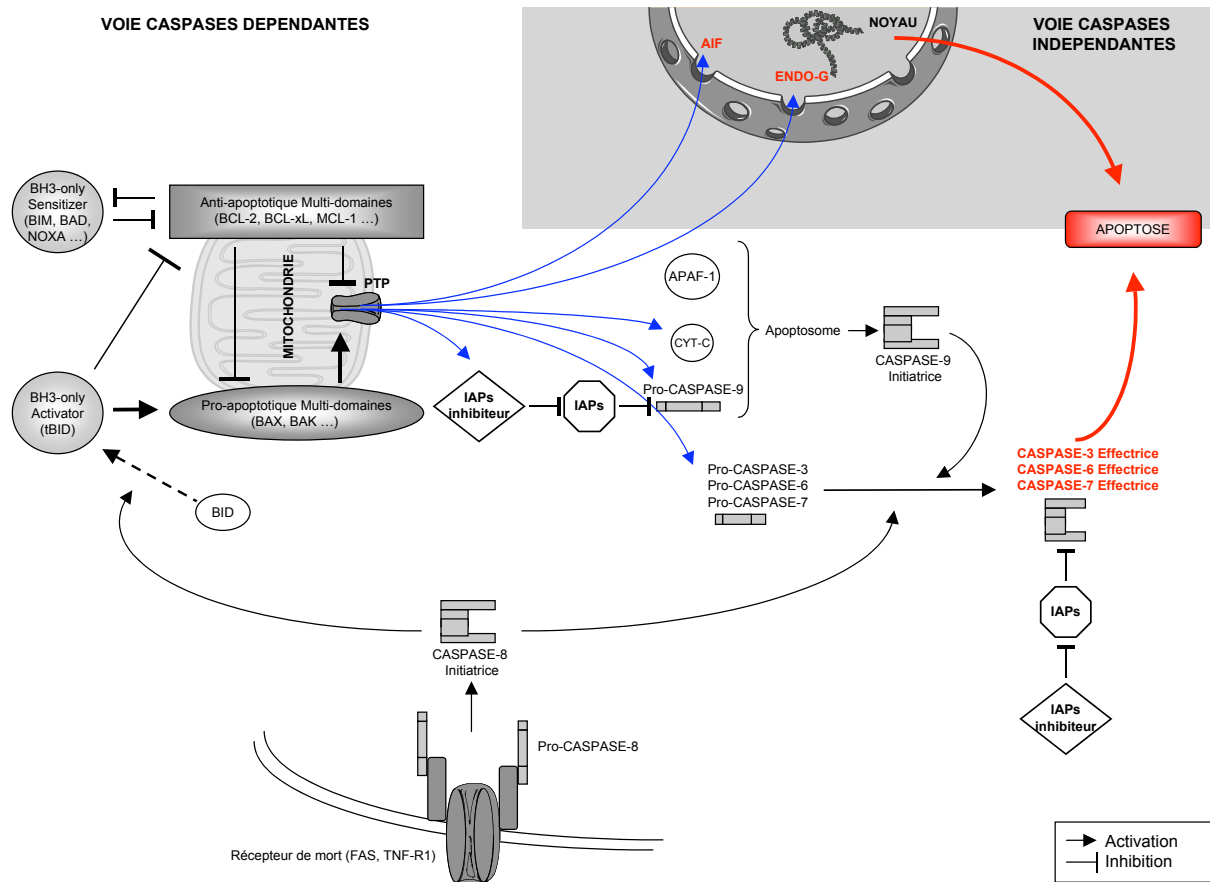 VOIE CASPASES DEPENDANTES
VOIE CASPASES
INDEPENDANTES
NOYAU
AIF
ENDO-G
BH3-only
Sensitizer
(BIM, BAD,
NOXA ...)
Anti-apoptotique Multi-domaines
(BCL-2, BCL-xL, MCL-1 ...)
APOPTOSE
MITOCHONDRIE
PTP
APAF-1
CYT-C
Apoptosome
CASPASE-9
Initiatrice
Pro-CASPASE-9
BH3-only
Activator
(tBID)
Pro-apoptotique Multi-domaines
(BAX, BAK ...)
IAPs
inhibiteur
IAPs
Pro-CASPASE-3
Pro-CASPASE-6
Pro-CASPASE-7
CASPASE-3 Effectrice
CASPASE-6 Effectrice
CASPASE-7 Effectrice
BID
IAPs
CASPASE-8
Initiatrice
IAPs
inhibiteur
Pro-CASPASE-8
Récepteur de mort (FAS, TNF-R1)
Activation
Inhibition